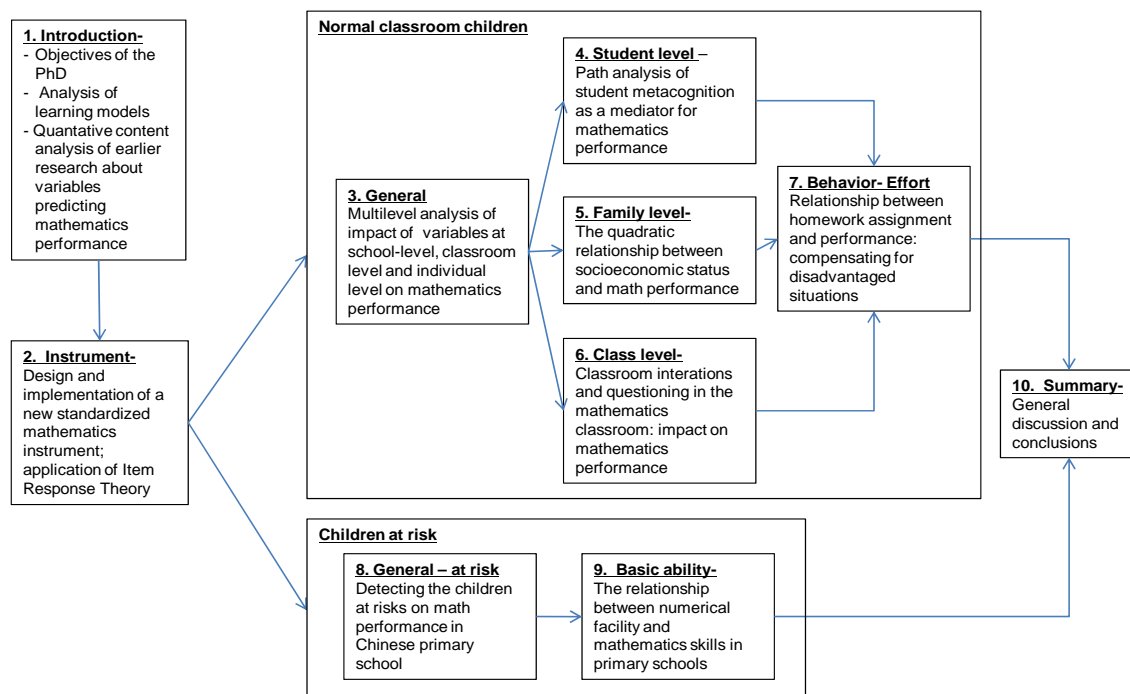 1. Introduction-
- Objectives of the
PhD
- Analysis of
learning models
- Quantative content
analysis of earlier
research about
variables
predicting
mathematics
performance
2. Instrument-
Design and
implementation of a
new standardized
mathematics
instrument;
application of Item
Response Theory
Normal classroom children
3. General
Multilevel analysis of
impact of variables at
school-level, classroom
level and individual
level on mathematics
performance
4. Student level –
Path analysis of
student metacognition
as a mediator for
mathematics
performance
5. Family level-
The quadratic
relationship between
socioeconomic status
and math performance
6. Class level-
Classroom interations
and questioning in the
mathematics
classroom: impact on
mathematics
performance
7. Behavior- Effort
Relationship between
homework assignment
and performance:
compensating for
disadvantaged
situations
Children at risk
8. General – at risk
Detecting the children
at risks on math
performance in
Chinese primary
school
9. Basic ability-
The relationship
between numerical
facility and
mathematics skills in
primary schools
10. Summary-
General
discussion and
conclusions